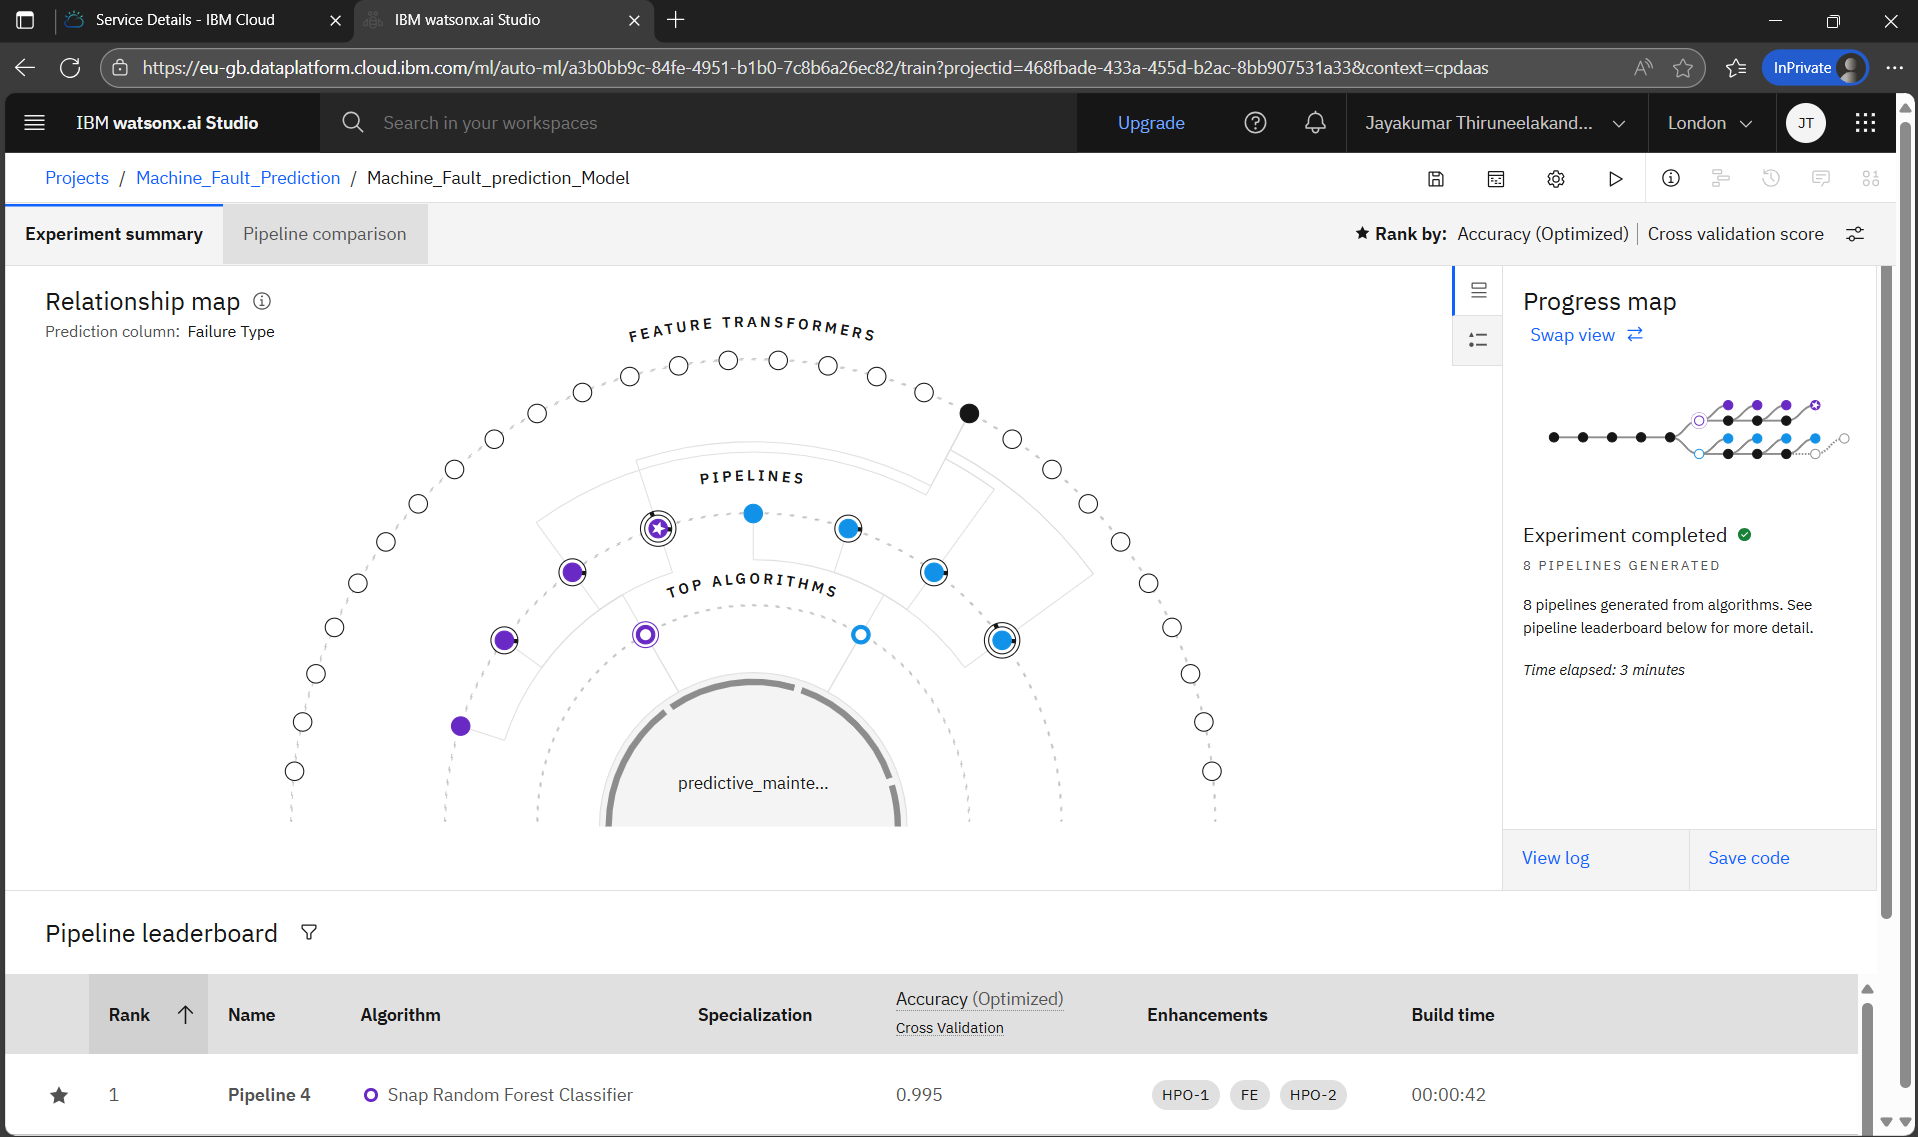 Service Details - IBM Cloud
IBM watsonx.ai Studio
https://eu-gb.dataplatform.cloud.ibm.com/ml/auto-ml/a3b0bb9c-84fe-4951-b1b0-7c8b6a26ec82/train?projectid=468fbade-433a-455d-b2ac-8bb907531a33&context=cpdaas
InPrivate
IBM watsonx.ai Studio
Search in your workspaces
Upgrade
Jayakumar Thiruneelakand...
London
JT
Projects / Machine_Fault_Prediction / Machine_Fault_prediction_Model
Experiment summary
Pipeline comparison
Rank by: Accuracy (Optimized) | Cross validation score
Relationship map
Prediction column: Failure Type
FEATURE TRANSFORMERS
PIPELINES
TOP ALGORITHMS
predictive_mainte...
Progress map
Swap view
Experiment completed
8 PIPELINES GENERATED
8 pipelines generated from algorithms. See
pipeline leaderboard below for more detail.
Time elapsed: 3 minutes
View log
Save code
Pipeline leaderboard
Rank
Name
Algorithm
Specialization
Accuracy (Optimized)
Cross Validation
Enhancements
Build time
1
Pipeline 4
Snap Random Forest Classifier
0.995
HPO-1
FE
HPO-2
00:00:42